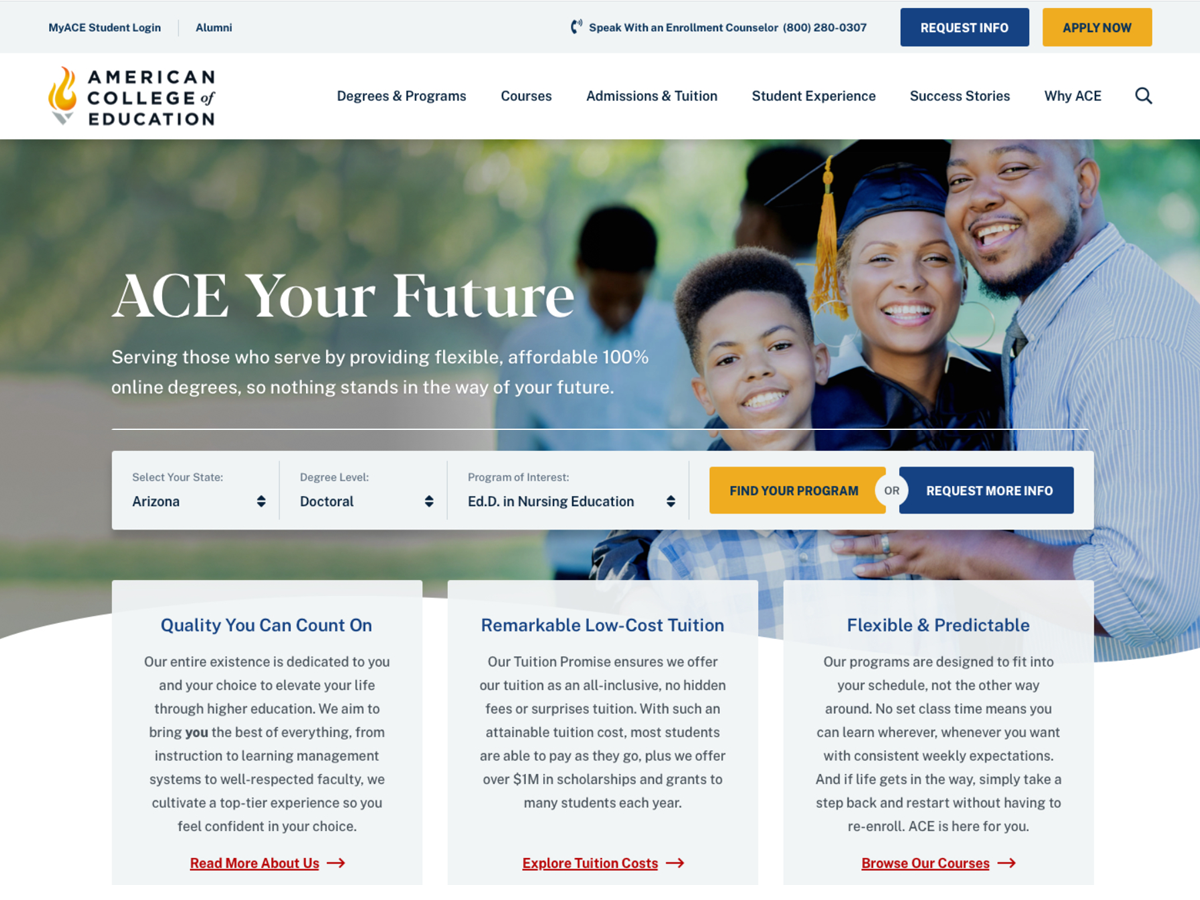 MyACE Student Login
Alumni
Speak With an Enrollment Counselor (800) 280-0307
REQUEST INFO
APPLY NOW
AMERICAN
COLLEGE of
EDUCATION
Degrees & Programs
Courses
Admissions & Tuition
Student Experience
Success Stories
Why ACE
ACE Your Future
Serving those who serve by providing flexible, affordable 100%
online degrees, so nothing stands in the way of your future.
Select Your State:
Arizona
Degree Level:
Doctoral
Program of Interest:
Ed.D. in Nursing Education
FIND YOUR PROGRAM
OR
REQUEST MORE INFO
Quality You Can Count On
Our entire existence is dedicated to you
and your choice to elevate your life
through higher education. We aim to
bring you the best of everything, from
instruction to learning management
systems to well-respected faculty, we
cultivate a top-tier experience so you
feel confident in your choice.
Read More About Us
Remarkable Low-Cost Tuition
Our Tuition Promise ensures we offer
our tuition as an all-inclusive, no hidden
fees or surprises tuition. With such an
attainable tuition cost, most students
are able to pay as they go, plus we offer
over $1M in scholarships and grants to
many students each year.
Explore Tuition Costs
Flexible & Predictable
Our programs are designed to fit into
your schedule, not the other way
around. No set class time means you
can learn wherever, whenever you want
with consistent weekly expectations.
And if life gets in the way, simply take a
step back and restart without having to
re-enroll. ACE is here for you.
Browse Our Courses